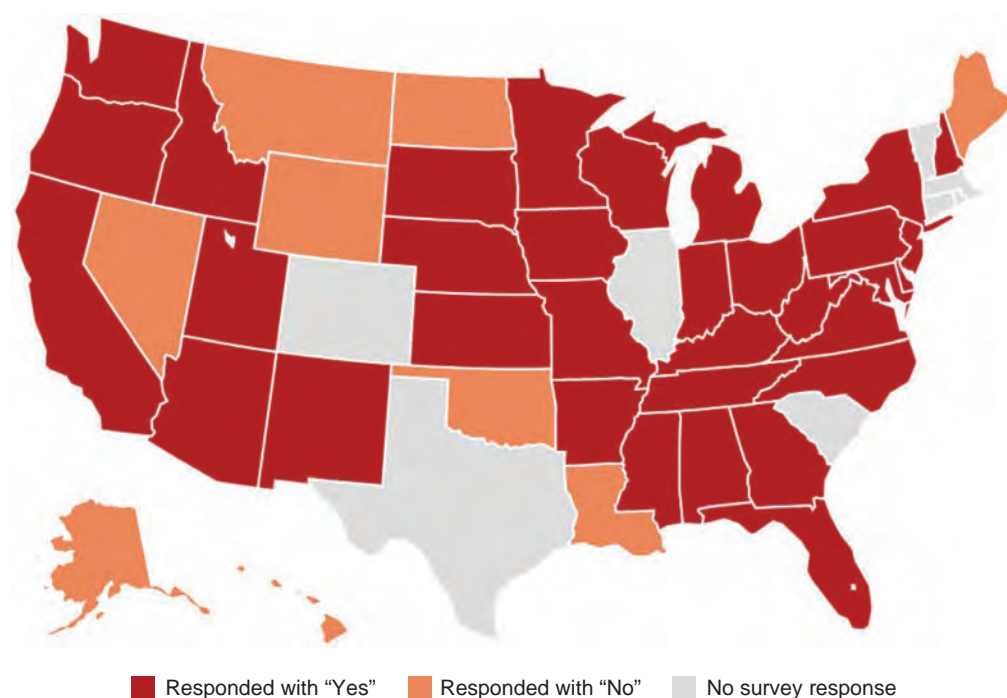 Responded with “Yes” Responded with “No” No survey response